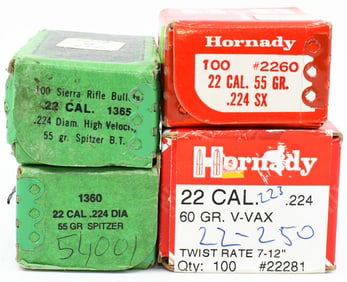 100 Sierra Rifle Bull
.22 CAL. 1365
.224 Diam. High Velocity
55 gr. Spitzer B.T.
Hornady
100 #2260
22 CAL. 55 GR.
.224 SX
1360
22 CAL .224 DIA
55 GR SPITZER
54001
Hornady
22 CAL. 223 .224
60 GR. V-VAX
22-250
TWIST RATE 7-12"
Qty: 100 #22281